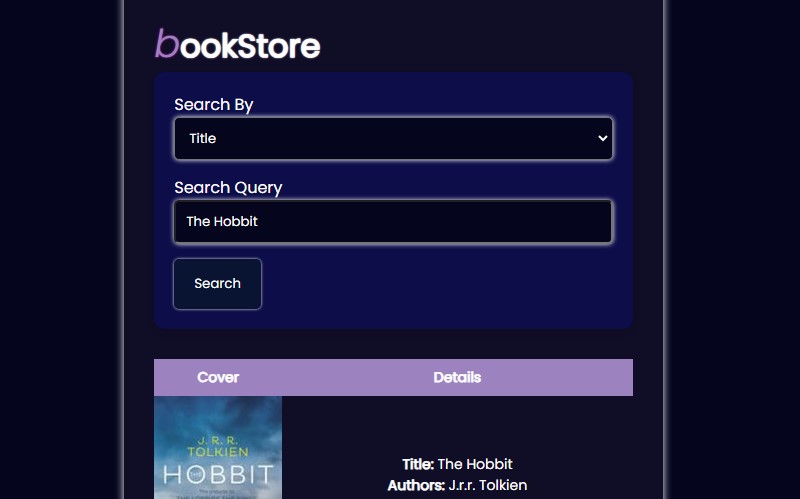 bookStore
Search By
Title
Search Query
The Hobbit
Search
Cover Details
J. R. R.
TOLKIEN
THE
HOBBIT
Title: The Hobbit
Authors: J.r.r. Tolkien